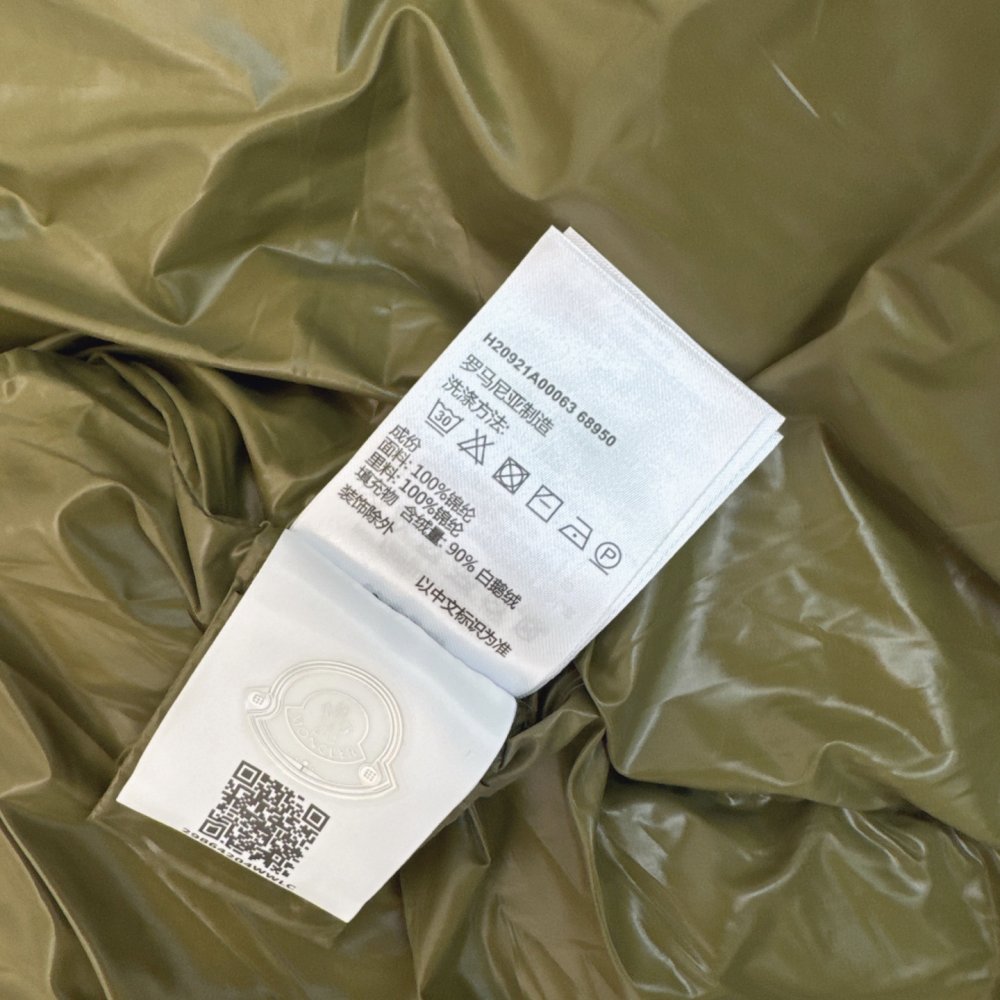 H20921A00063 68950
罗马尼亚制造
洗涤方法:
30
P
成份
面料: 100%锦纶
里料: 100%锦纶
填充物 含绒量: 90% 白鹅绒
装饰除外
以中文标识为准
MONCLER